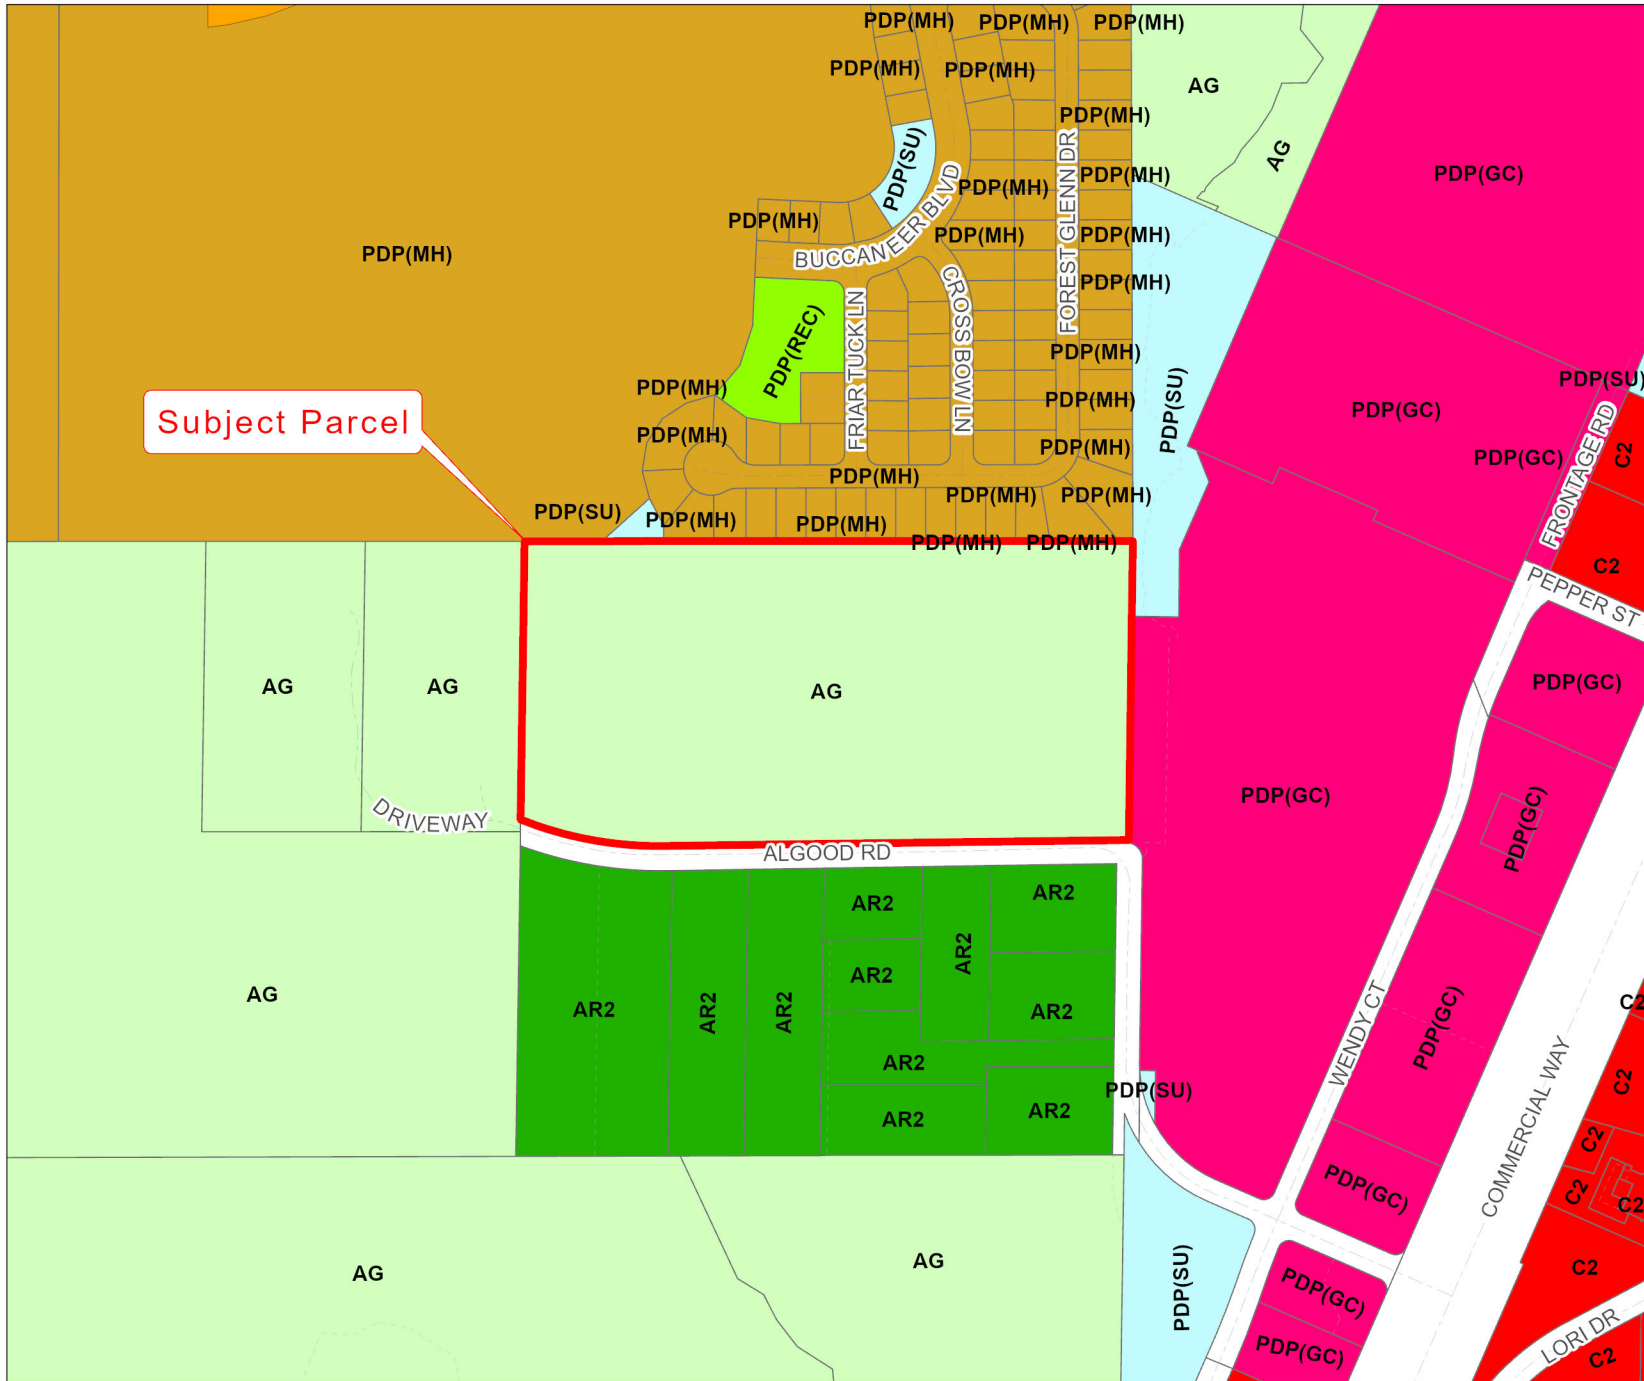 PDP(MH)
PDP(MH)
PDP(MH)
PDP(MH)
PDP(MH)
AG
PDP(MH)
AG
PDP(SU)
PDP(GC)
PDP(MH)
PDP(MH)
FOREST GLENN DR
PDP(MH)
PDP(MH)
PDP(MH)
PDP(MH)
BUCCANEER BLVD
PDP(MH)
PDP(MH)
PDP(REC)
FRIAR TUCK LN
CROSS BOW LN
PDP(MH)
PDP(SU)
PDP(SU)
PDP(MH)
PDP(MH)
PDP(GC)
Subject Parcel
PDP(MH)
PDP(MH)
PDP(GC)
FRONTAGE RD
C2
PDP(MH)
PDP(MH)
PDP(MH)
PDP(SU)
PDP(MH)
PDP(MH)
PDP(MH)
PDP(MH)
C2
PEPPER ST
AG
AG
AG
PDP(GC)
PDP(GC)
DRIVEWAY
PDP(GC)
ALGOOD RD
AR2
AR2
AR2
AR2
AG
AR2
AR2
AR2
AR2
AR2
C2
WENDY CT
PDP(GC)
COMMERCIAL WAY
AR2
AR2
AR2
PDP(SU)
C2
C2
C2
C2
PDP(GC)
AG
AG
PDP(SU)
PDP(GC)
C2
PDP(GC)
LORI DR
C2